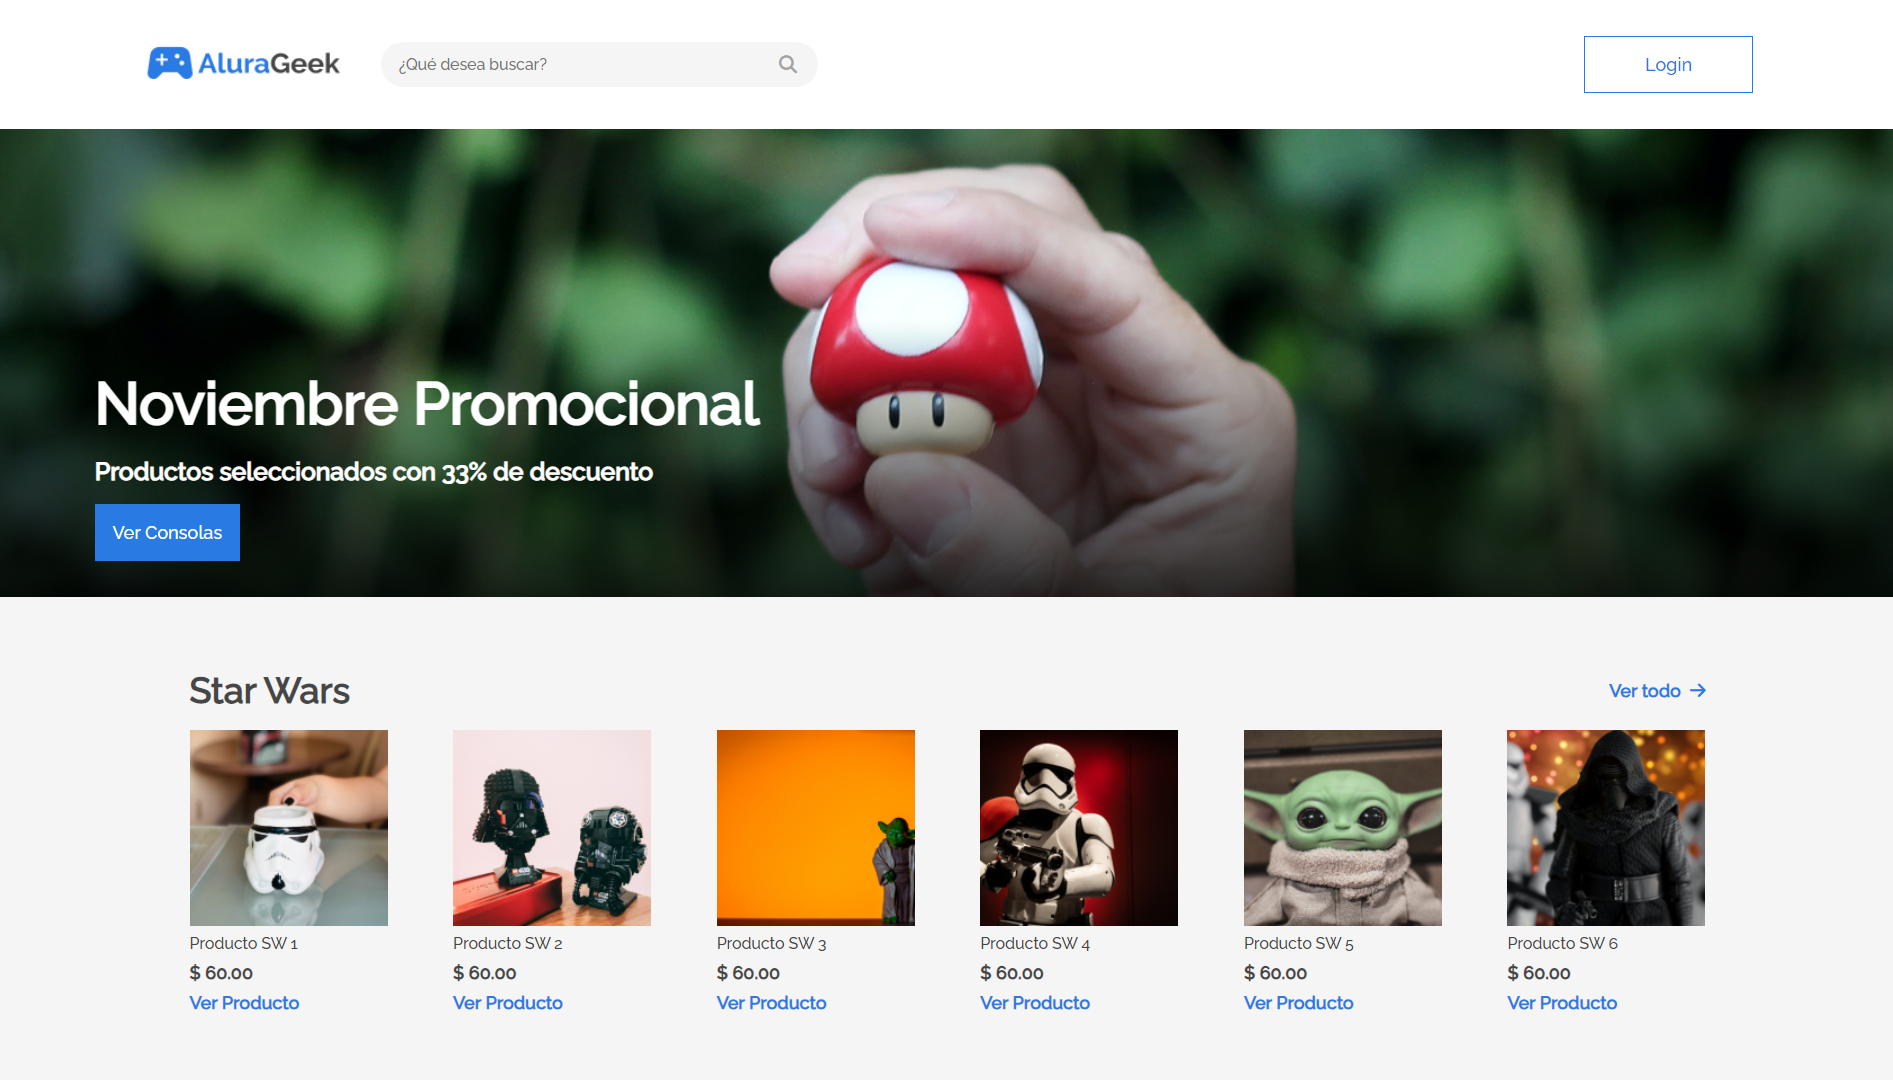 AluraGeek
¿Qué desea buscar?
Login
Noviembre Promocional
Productos seleccionados con 33% de descuento
Ver Consolas
Star Wars
Ver todo
Producto SW 1
$ 60.00
Ver Producto
Producto SW 2
$ 60.00
Ver Producto
Producto SW 3
$ 60.00
Ver Producto
Producto SW 4
$ 60.00
Ver Producto
Producto SW 5
$ 60.00
Ver Producto
Producto SW 6
$ 60.00
Ver Producto